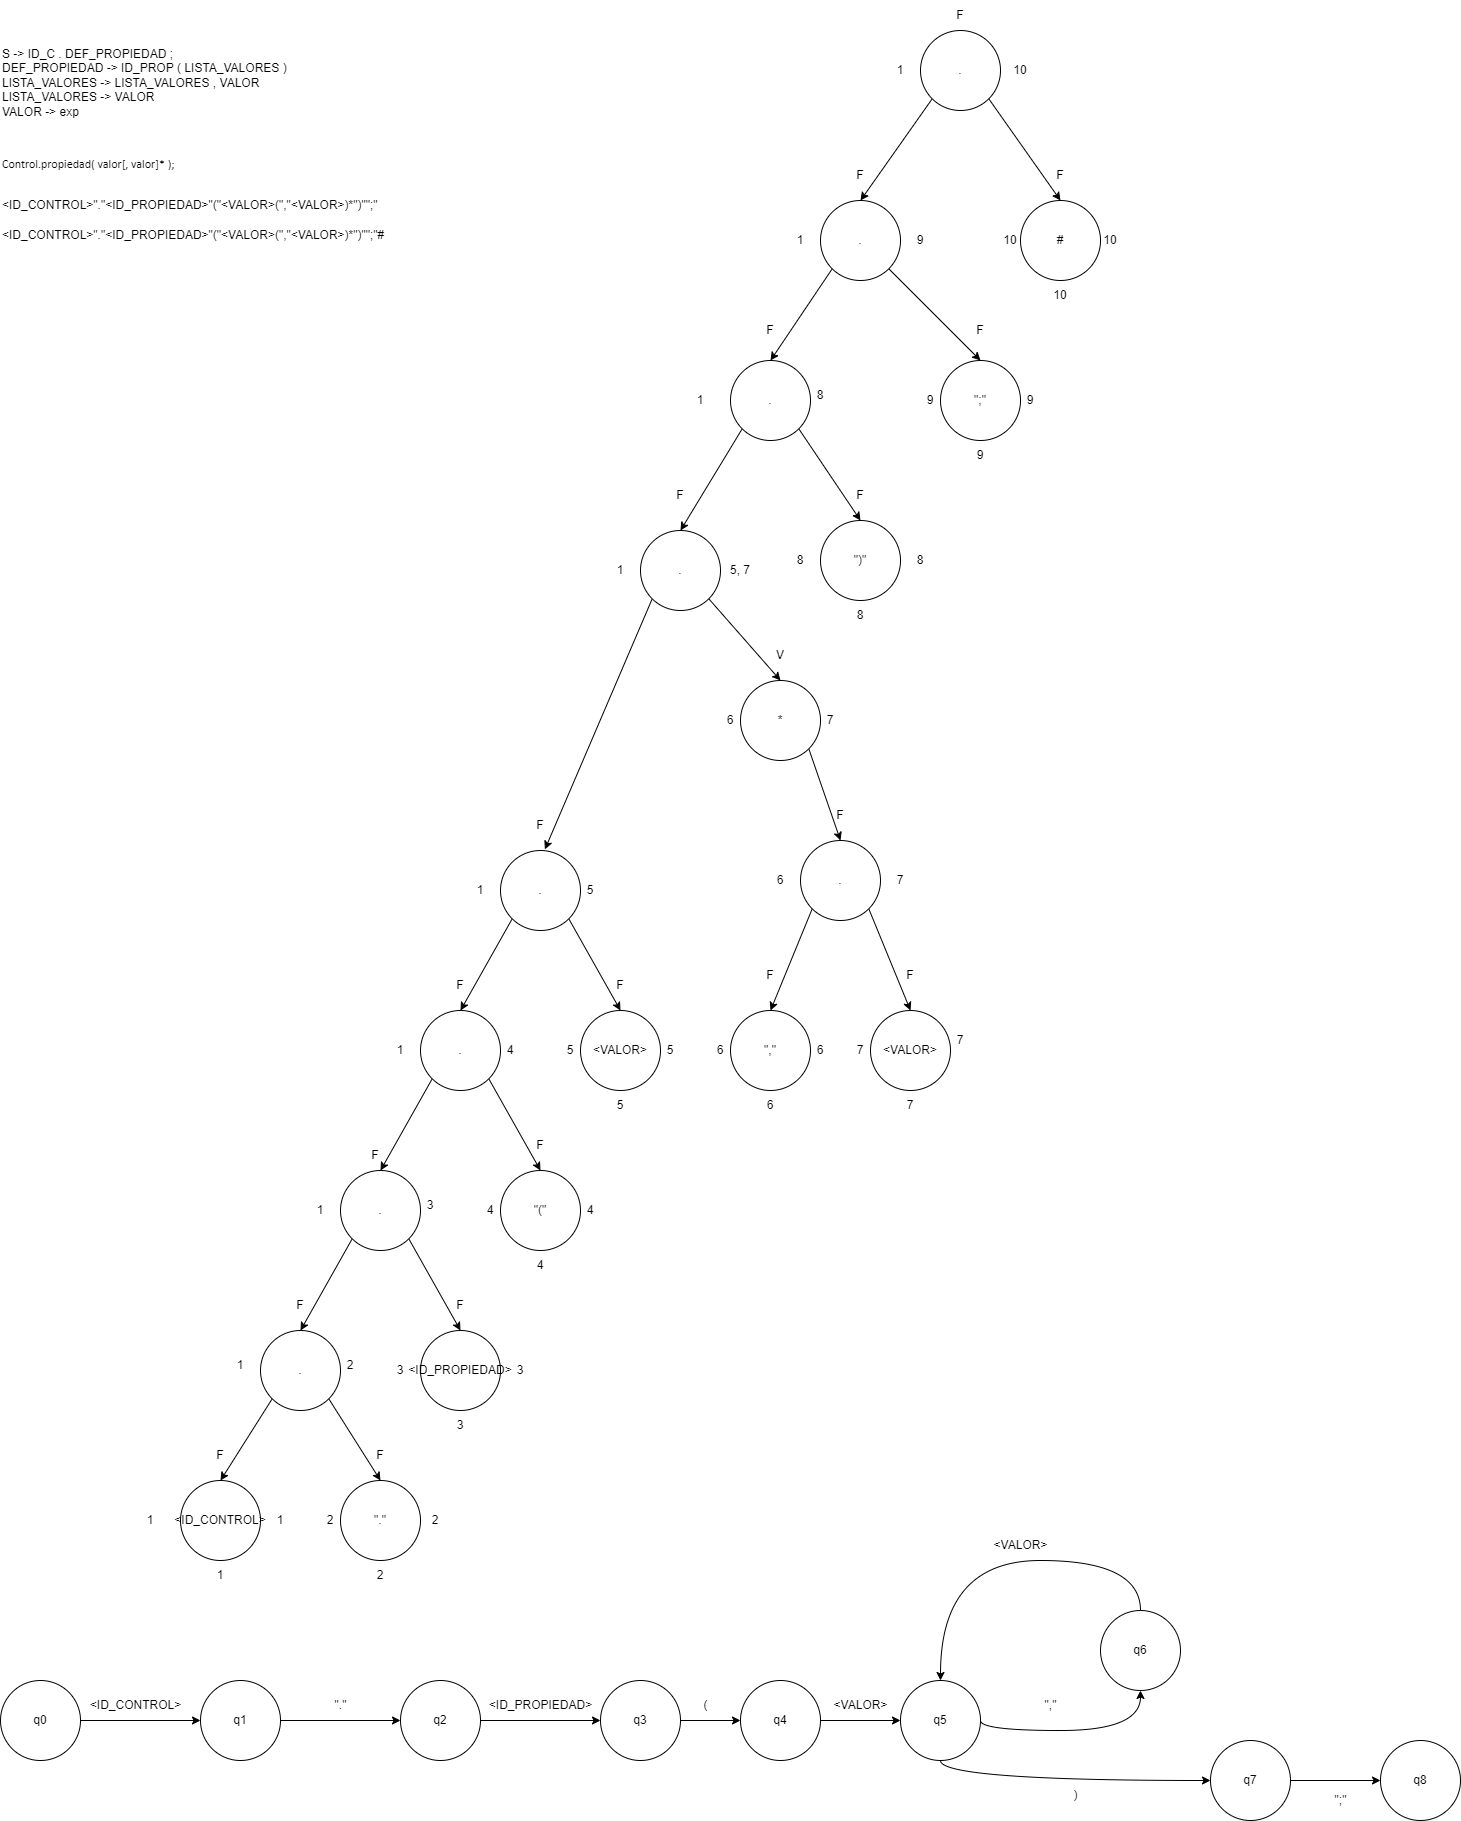 F
S -> ID_C . DEF_PROPIEDAD ;
DEF_PROPIEDAD -> ID_PROP ( LISTA_VALORES )
LISTA_VALORES -> LISTA_VALORES , VALOR
LISTA_VALORES -> VALOR
VALOR -> exp
1 . 10
Control.propiedad( valor[, valor]* );
F F
<ID_CONTROL>"."<ID_PROPIEDAD>"("<VALOR>(","<VALOR>)*")"";"
<ID_CONTROL>"."<ID_PROPIEDAD>"("<VALOR>(","<VALOR>)*")"";"#
1 . 9 10 # 10
10
F F
1 . 8 9 ";" 9
9
F F
1 . 5, 7 8 ")" 8
8
V
6 * 7
F F
1 . 5 6 . 7
F F F F
1 . 4 5 <VALOR> 5 6 "," 6 7 <VALOR> 7
5 6 7
F F
1 . 3 4 "(" 4
4
F F
1 . 2 3 <ID_PROPIEDAD> 3
3
F F
1 <ID_CONTROL> 1 2 "." 2
1 2
<VALOR>
q6
<ID_CONTROL> "." <ID_PROPIEDAD> ( <VALOR> ","
q0 q1 q2 q3 q4 q5
q7 q8
) ";"